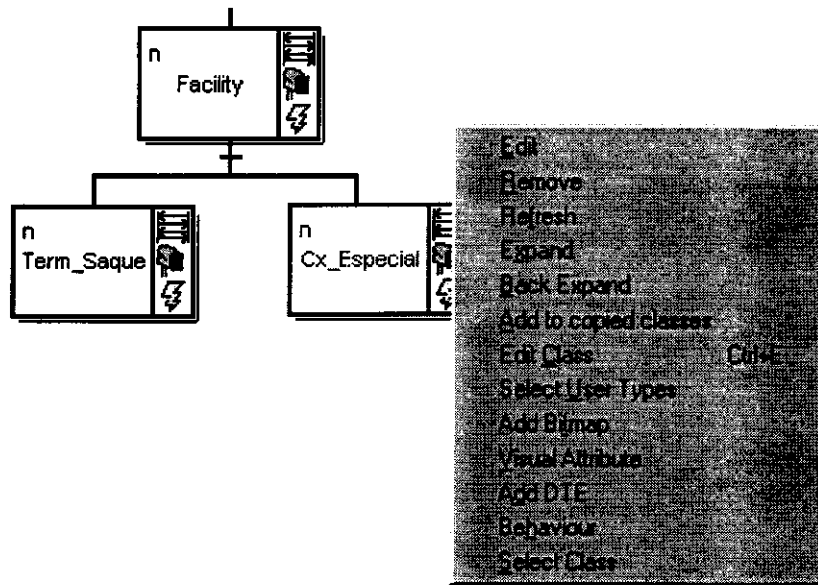 n
Facility
n
Term_Saque
n
Cx_Especial
Edit
Remove
Refresh
Expand
Back Expand
Add to copied classes
Edit Class Ctrl+E
Select User Types
Add Bitmap
Visual Attribute
Add DTE
Behaviour
Select Class